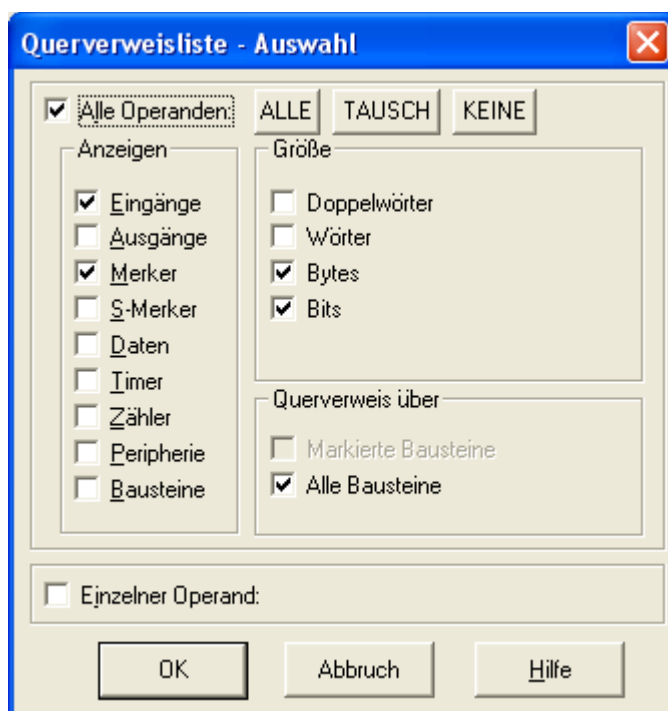 Querverweisliste - Auswahl
Alle Operanden: ALLE TAUSCH KEINE
Anzeigen
Eingänge
Ausgänge
Merker
S-Merker
Daten
Timer
Zähler
Peripherie
Bausteine
Größe
Doppelwörter
Wörter
Bytes
Bits
Querverweis über
Markierte Bausteine
Alle Bausteine
Einzelner Operand:
OK Abbruch Hilfe